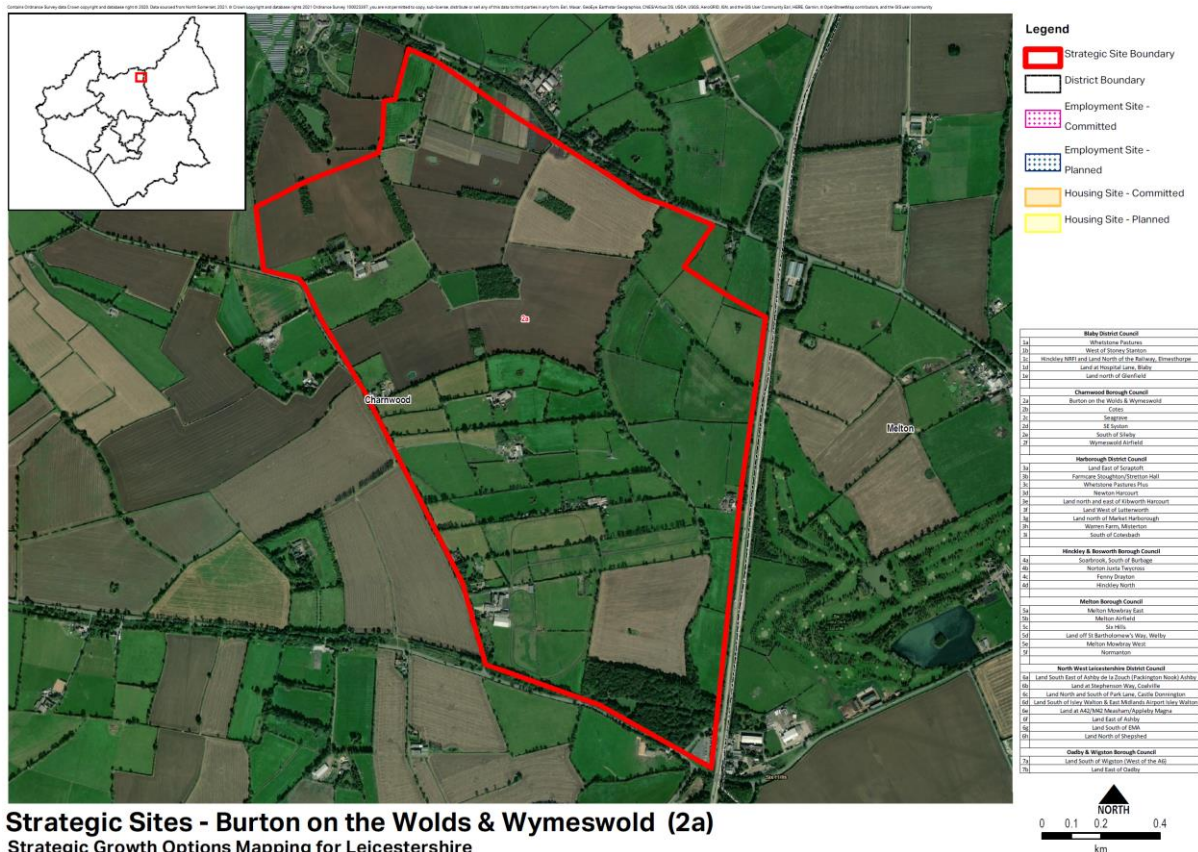 Legend
Strategic Site Boundary
District Boundary
Employment Site -
Committed
Employment Site -
Planned
Housing Site - Committed
Housing Site - Planned
2a
Charnwood
Melton
Blaby District Council
1a Whetstone Pastures
1b West of Stoney Stanton
1c Hinckley NRFI and Land North of the Railway, Elmesthorpe
1d Land at Hospital Lane, Blaby
1e Land north of Glenfield
Charnwood Borough Council
2a Burton on the Wolds & Wymeswold
2b Cotes
2c Seagrave
2d SE Syston
2e South of Sileby
2f Wymeswold Airfield
Harborough District Council
3a Land East of Scraptoft
3b Farmcare Stoughton/Stretton Hall
3c Whetstone Pastures Plus
3d Newton Harcourt
3e Land north and east of Kibworth Harcourt
3f Land West of Lutterworth
3g Land north of Market Harborough
3h Warren Farm, Misterton
3i South of Cotesbach
Hinckley & Bosworth Borough Council
4a Soarbrook, South of Burbage
4b Norton Juxta Twycross
4c Fenny Drayton
4d Hinckley North
Melton Borough Council
5a Melton Mowbray East
5b Melton Airfield
5c Six Hills
5d Land off St Bartholomew's Way, Welby
5e Melton Mowbray West
5f Normanton
North West Leicestershire District Council
6a Land South East of Ashby de la Zouch (Packington Nook) Ashby
6b Land at Stephenson Way, Coalville
6c Land North and South of Park Lane, Castle Donnington
6d Land South of Isley Walton & East Midlands Airport Isley Walton
6e Land at A42/M42 Measham/Appleby Magna
6f Land East of Ashby
6g Land South of EMA
6h Land North of Shepshed
Oadby & Wigston Borough Council
7a Land South of Wigston (West of the A6)
7b Land East of Oadby
NORTH
0 0.1 0.2 0.4
km
Strategic Sites - Burton on the Wolds & Wymeswold (2a)
Strategic Growth Options Mapping for Leicestershire